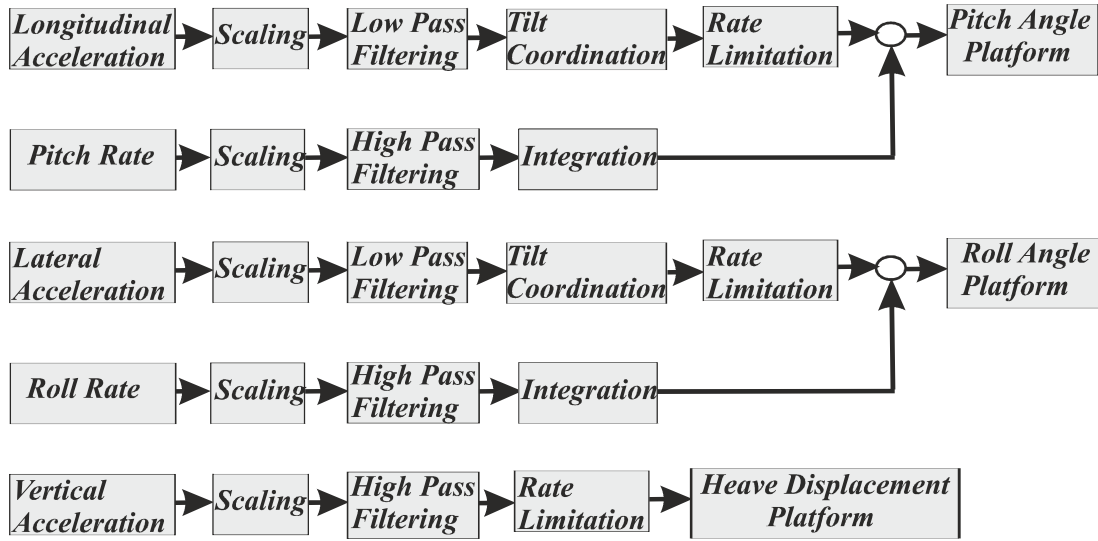 Longitudinal
Acceleration
Scaling
Low Pass
Filtering
Tilt
Coordination
Rate
Limitation
Pitch Angle
Platform
Pitch Rate
Scaling
High Pass
Filtering
Integration
Lateral
Acceleration
Scaling
Low Pass
Filtering
Tilt
Coordination
Rate
Limitation
Roll Angle
Platform
Roll Rate
Scaling
High Pass
Filtering
Integration
Vertical
Acceleration
Scaling
High Pass
Filtering
Rate
Limitation
Heave Displacement
Platform